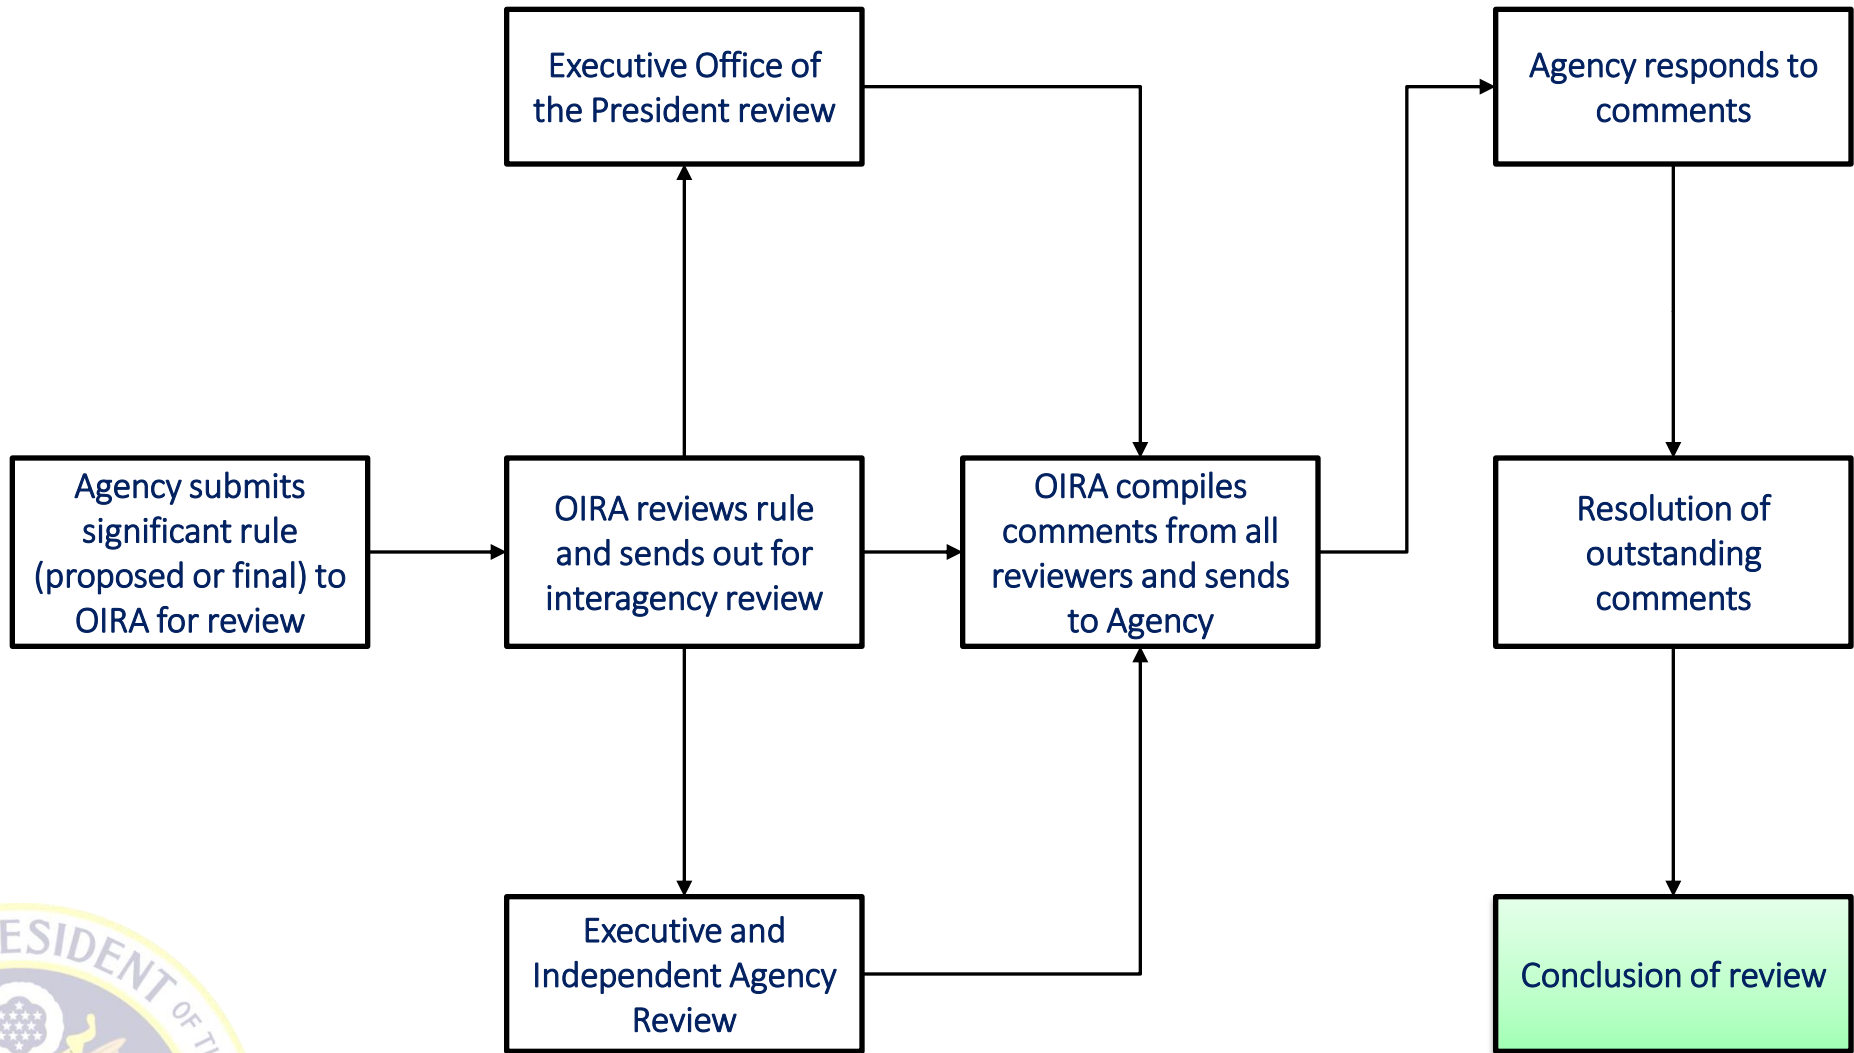 Executive Office of
the President review
Agency responds to
comments
Agency submits
significant rule
(proposed or final) to
OIRA for review
OIRA reviews rule
and sends out for
interagency review
OIRA compiles
comments from all
reviewers and sends
to Agency
Resolution of
outstanding
comments
Executive and
Independent Agency
Review
Conclusion of review
ESIDENT OF